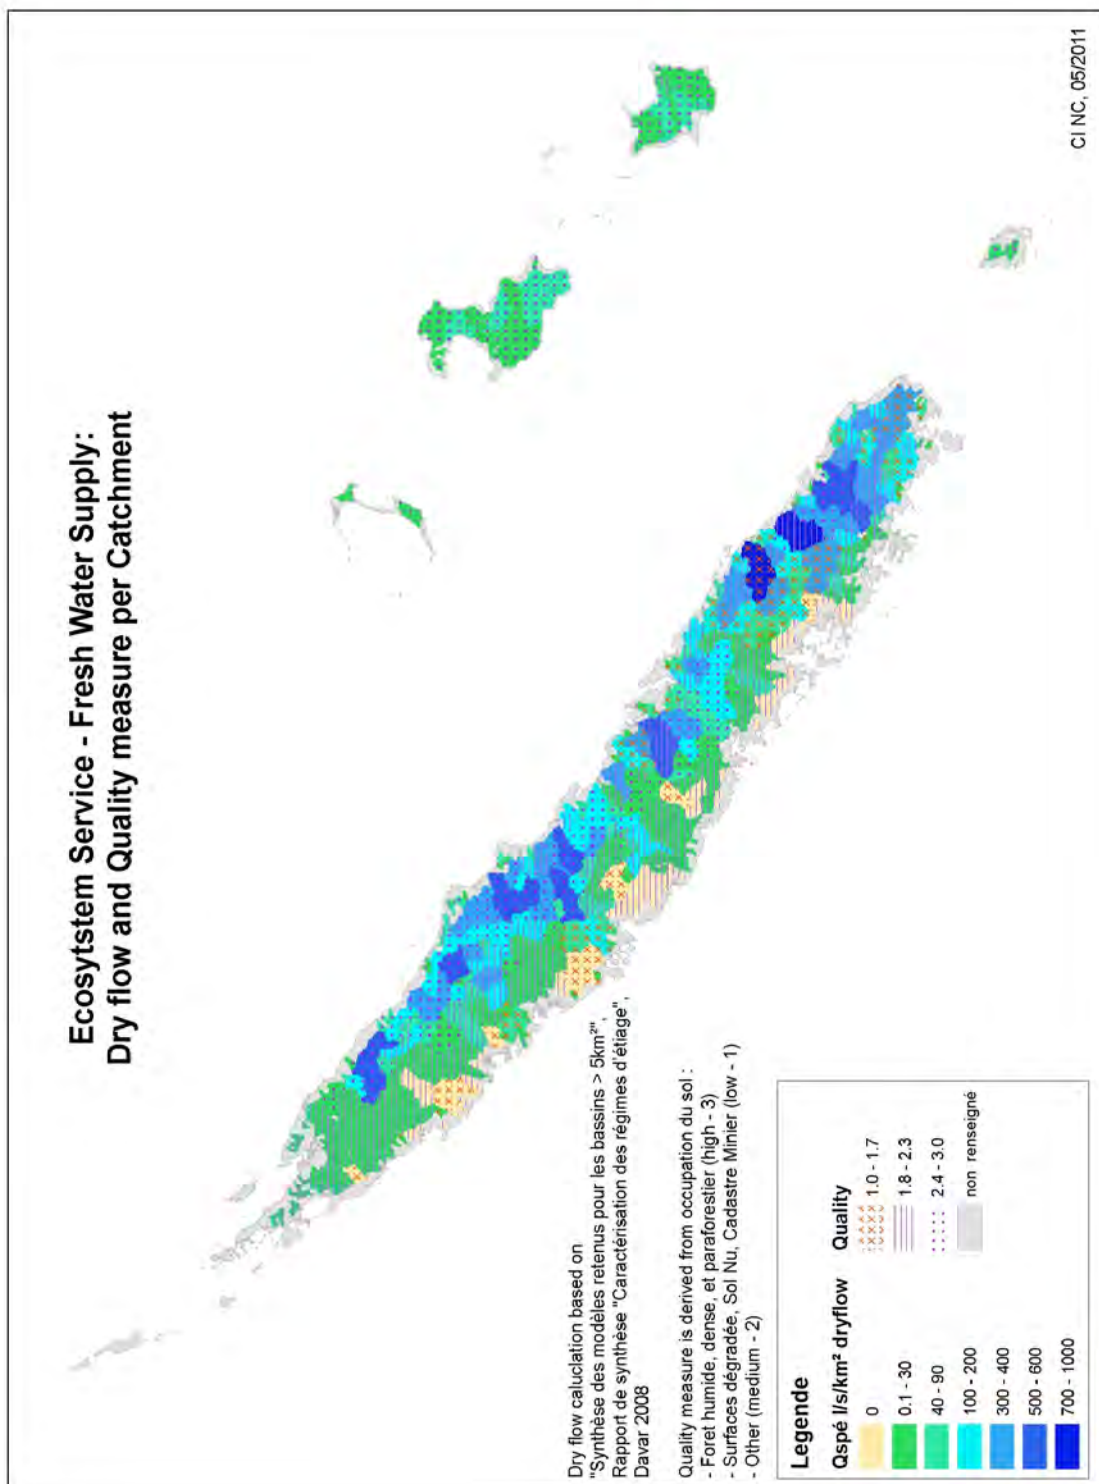 Ecosytstem Service - Fresh Water Supply:
Dry flow and Quality measure per Catchment
Dry flow caluclation based on
"Synthèse des modèles retenus pour les bassins > 5km²",
Rapport de synthèse "Caractérisation des régimes d'étiage",
Davar 2008
Quality measure is derived from occupation du sol :
- Foret humide, dense, et paraforestier (high - 3)
- Surfaces dégradée, Sol Nu, Cadastre Minier (low - 1)
- Other (medium - 2)
Legende
Qspé l/s/km² dryflow
0
0.1 - 30
40 - 90
100 - 200
300 - 400
500 - 600
700 - 1000
Quality
1.0 - 1.7
1.8 - 2.3
2.4 - 3.0
non renseigné
CI NC, 05/2011